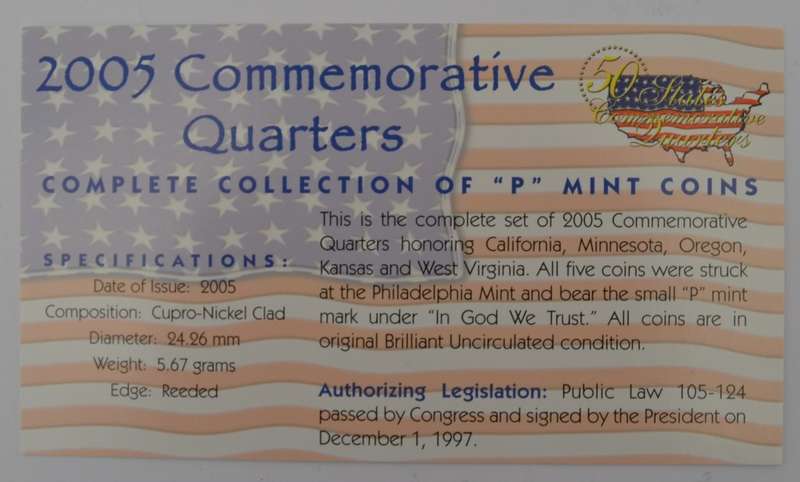 2005 Commemorative
Quarters
50 States
Commemorative
Quarters
COMPLETE COLLECTION OF "P" MINT COINS
SPECIFICATIONS:
Date of Issue: 2005
Composition: Cupro-Nickel Clad
Diameter: 24.26 mm
Weight: 5.67 grams
Edge: Reeded
This is the complete set of 2005 Commemorative
Quarters honoring California, Minnesota, Oregon,
Kansas and West Virginia. All five coins were struck
at the Philadelphia Mint and bear the small "P" mint
mark under "In God We Trust." All coins are in
original Brilliant Uncirculated condition.
Authorizing Legislation: Public Law 105-124
passed by Congress and signed by the President on
December 1, 1997.